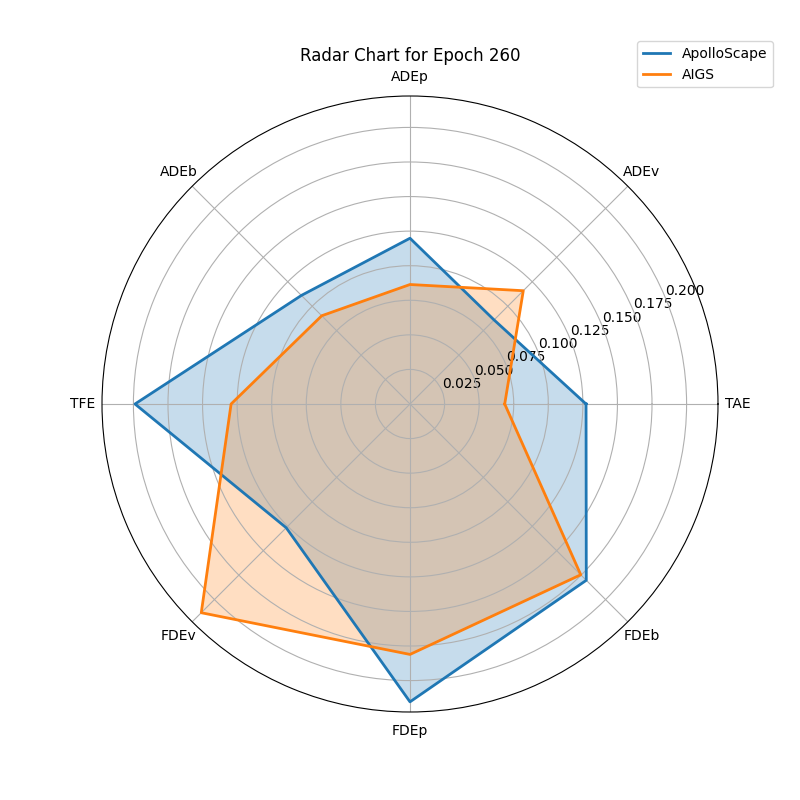 ApolloScape
AIGS
Radar Chart for Epoch 260
ADEp
ADEb
ADEv
0.200
0.175
0.150
0.125
0.100
0.075
0.050
0.025
TFE
TAE
FDEv
FDEb
FDEp